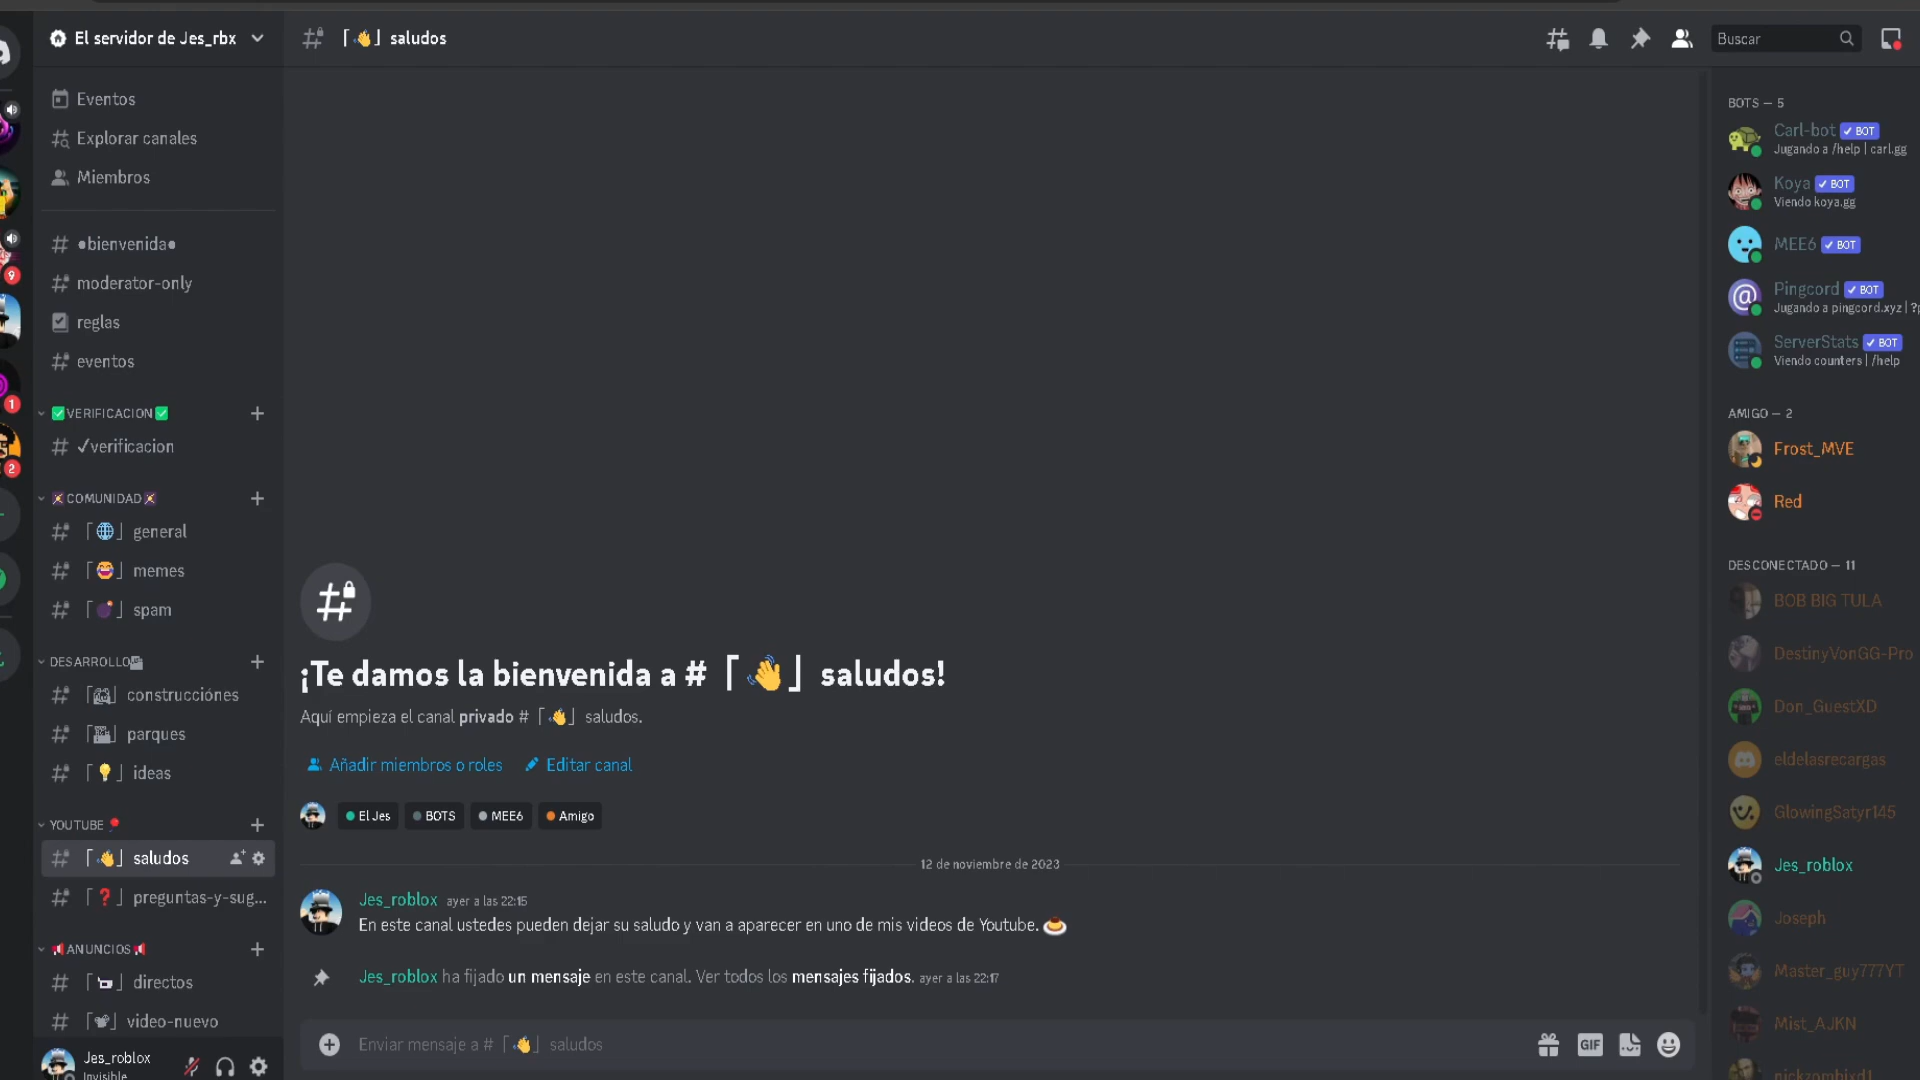 El servidor de Jes_rbx
Eventos
Explorar canales
Miembros
•bienvenida•
moderator-only
reglas
eventos
✅VERIFICACION✅
✓verificacion
COMUNIDAD
「🌐」 general
「😂」 memes
「💣」 spam
DESARROLLO
「」 construcciónes
「」 parques
「💡」 ideas
YOUTUBE
「👋」 saludos
「❓」 preguntas-y-sug...
📢ANUNCIOS📢
「」 directos
「📽」 video-nuevo
Jes_roblox
Invisible
「👋」 saludos
Buscar
¡Te damos la bienvenida a # 「👋」 saludos!
Aquí empieza el canal privado # 「👋」 saludos.
Añadir miembros o roles
Editar canal
El Jes
BOTS
MEE6
Amigo
12 de noviembre de 2023
Jes_roblox ayer a las 22:15
En este canal ustedes pueden dejar su saludo y van a aparecer en uno de mis videos de Youtube. 🍮
Jes_roblox ha fijado un mensaje en este canal. Ver todos los mensajes fijados. ayer a las 22:17
Enviar mensaje a # 「👋」 saludos
GIF
BOTS — 5
Carl-bot ✓ BOT
Jugando a /help | carl.gg
Koya ✓ BOT
Viendo koya.gg
MEE6 ✓ BOT
Pingcord ✓ BOT
Jugando a pingcord.xyz | ?p
ServerStats ✓ BOT
Viendo counters | /help
AMIGO — 2
Frost_MVE
Red
DESCONECTADO — 11
BOB BIG TULA
DestinyVonGG-Pro
Don_GuestXD
eldelasrecargas
GlowingSatyr145
Jes_roblox
Joseph
Master_guy777YT
Mist_AJKN
nickzombixd1
9
1
2